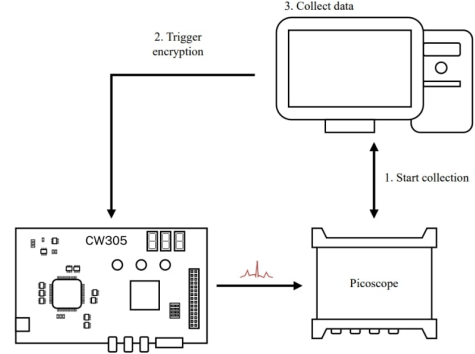 3. Collect data
2. Trigger
encryption
1. Start collection
CW305
Picoscope